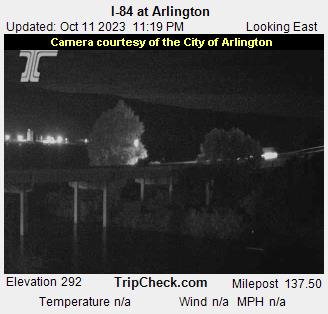 I-84 at Arlington
Updated: Oct 11 2023 11:19 PM Looking East
Camera courtesy of the City of Arlington
Elevation 292 TripCheck.com Milepost 137.50
Temperature n/a Wind n/a MPH n/a